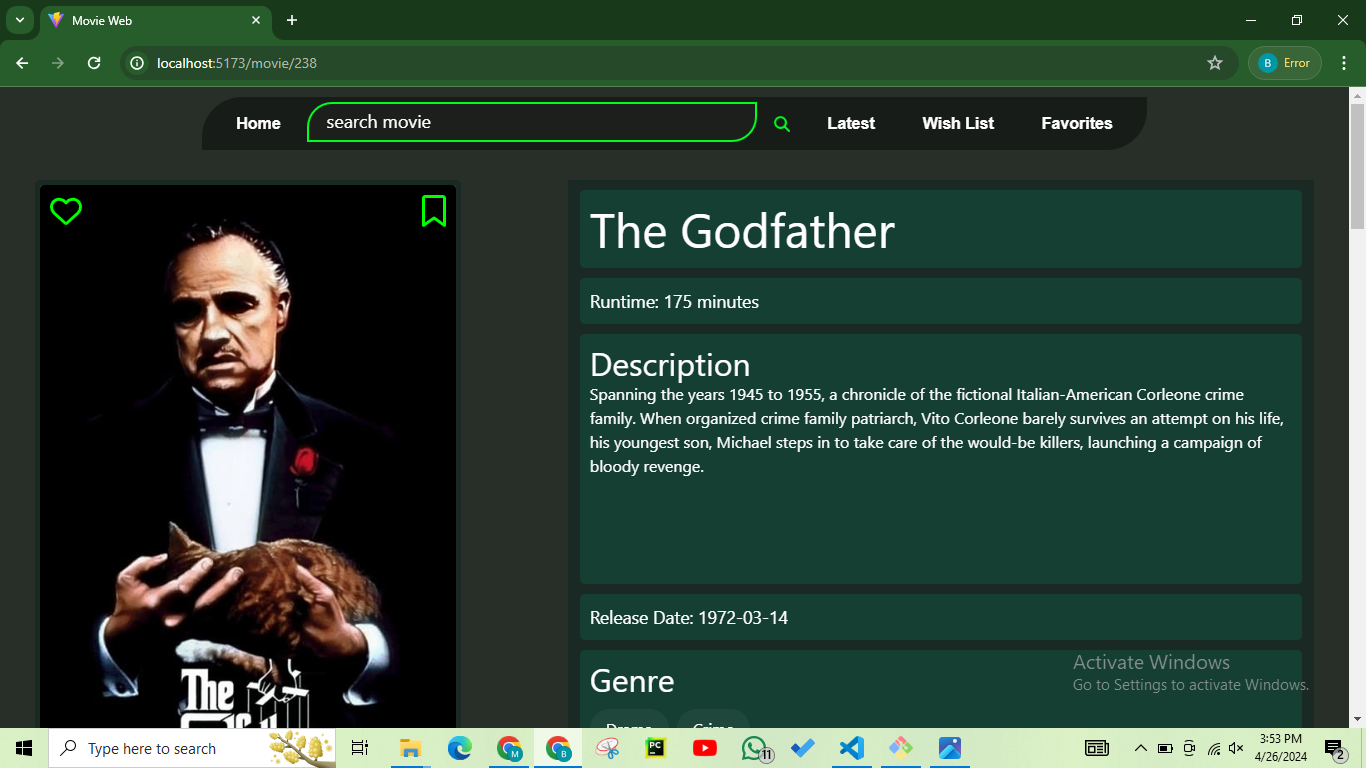 Movie Web
localhost:5173/movie/238
B Error
Home
search movie
Latest
Wish List
Favorites
The Godfather
Runtime: 175 minutes
Description
Spanning the years 1945 to 1955, a chronicle of the fictional Italian-American Corleone crime
family. When organized crime family patriarch, Vito Corleone barely survives an attempt on his life,
his youngest son, Michael steps in to take care of the would-be killers, launching a campaign of
bloody revenge.
Release Date: 1972-03-14
Genre
Drama
Crime
The
Activate Windows
Go to Settings to activate Windows.
Type here to search
M
B
PC
11
3:53 PM
4/26/2024
2